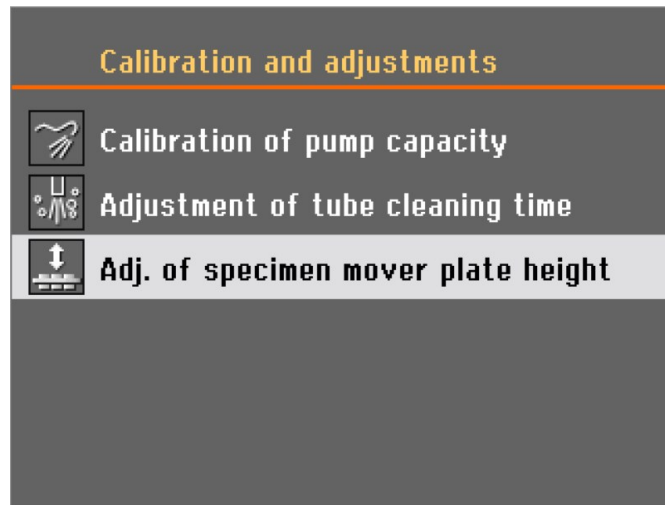 Calibration and adjustments
Calibration of pump capacity
Adjustment of tube cleaning time
Adj. of specimen mover plate height